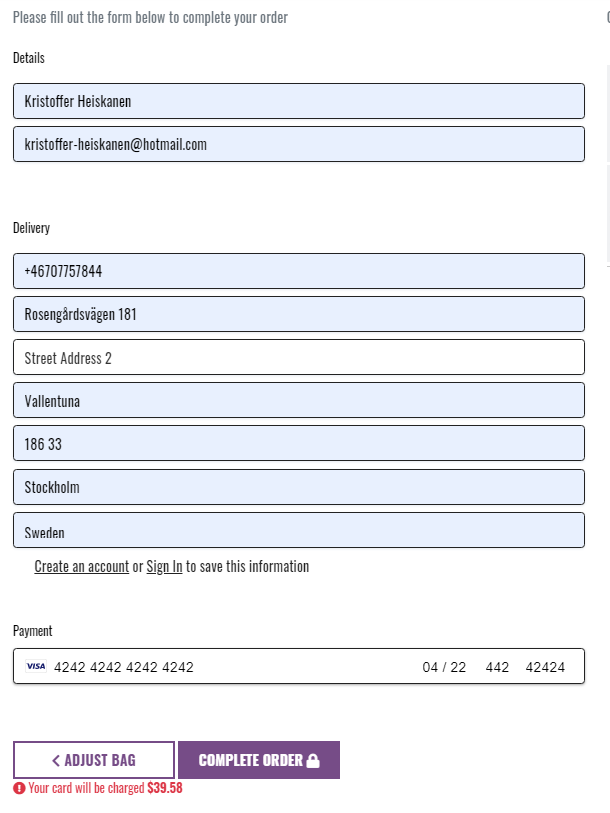 Please fill out the form below to complete your order
Details
Kristoffer Heiskanen
kristoffer-heiskanen@hotmail.com
Delivery
+46707757844
Rosengårdsvägen 181
Street Address 2
Vallentuna
186 33
Stockholm
Sweden
Create an account or Sign In to save this information
Payment
VISA 4242 4242 4242 4242 04 / 22 442 42424
ADJUST BAG COMPLETE ORDER
Your card will be charged $39.58